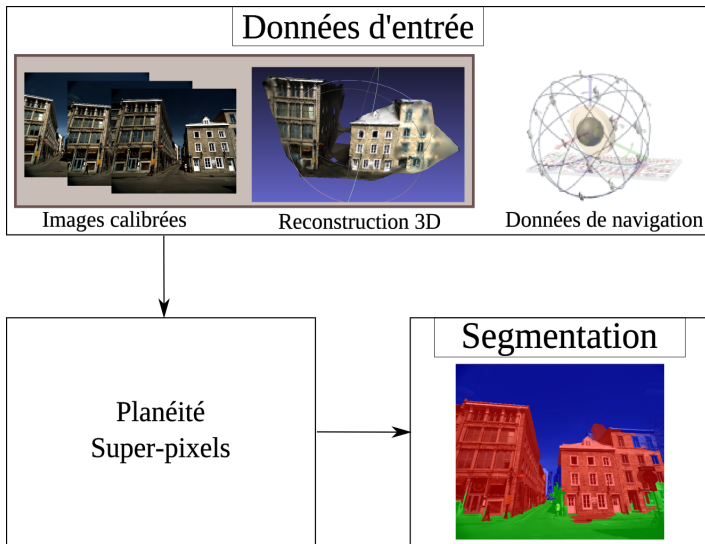 Données d'entrée
Images calibrées
Reconstruction 3D
Données de navigation
Planéité
Super-pixels
Segmentation